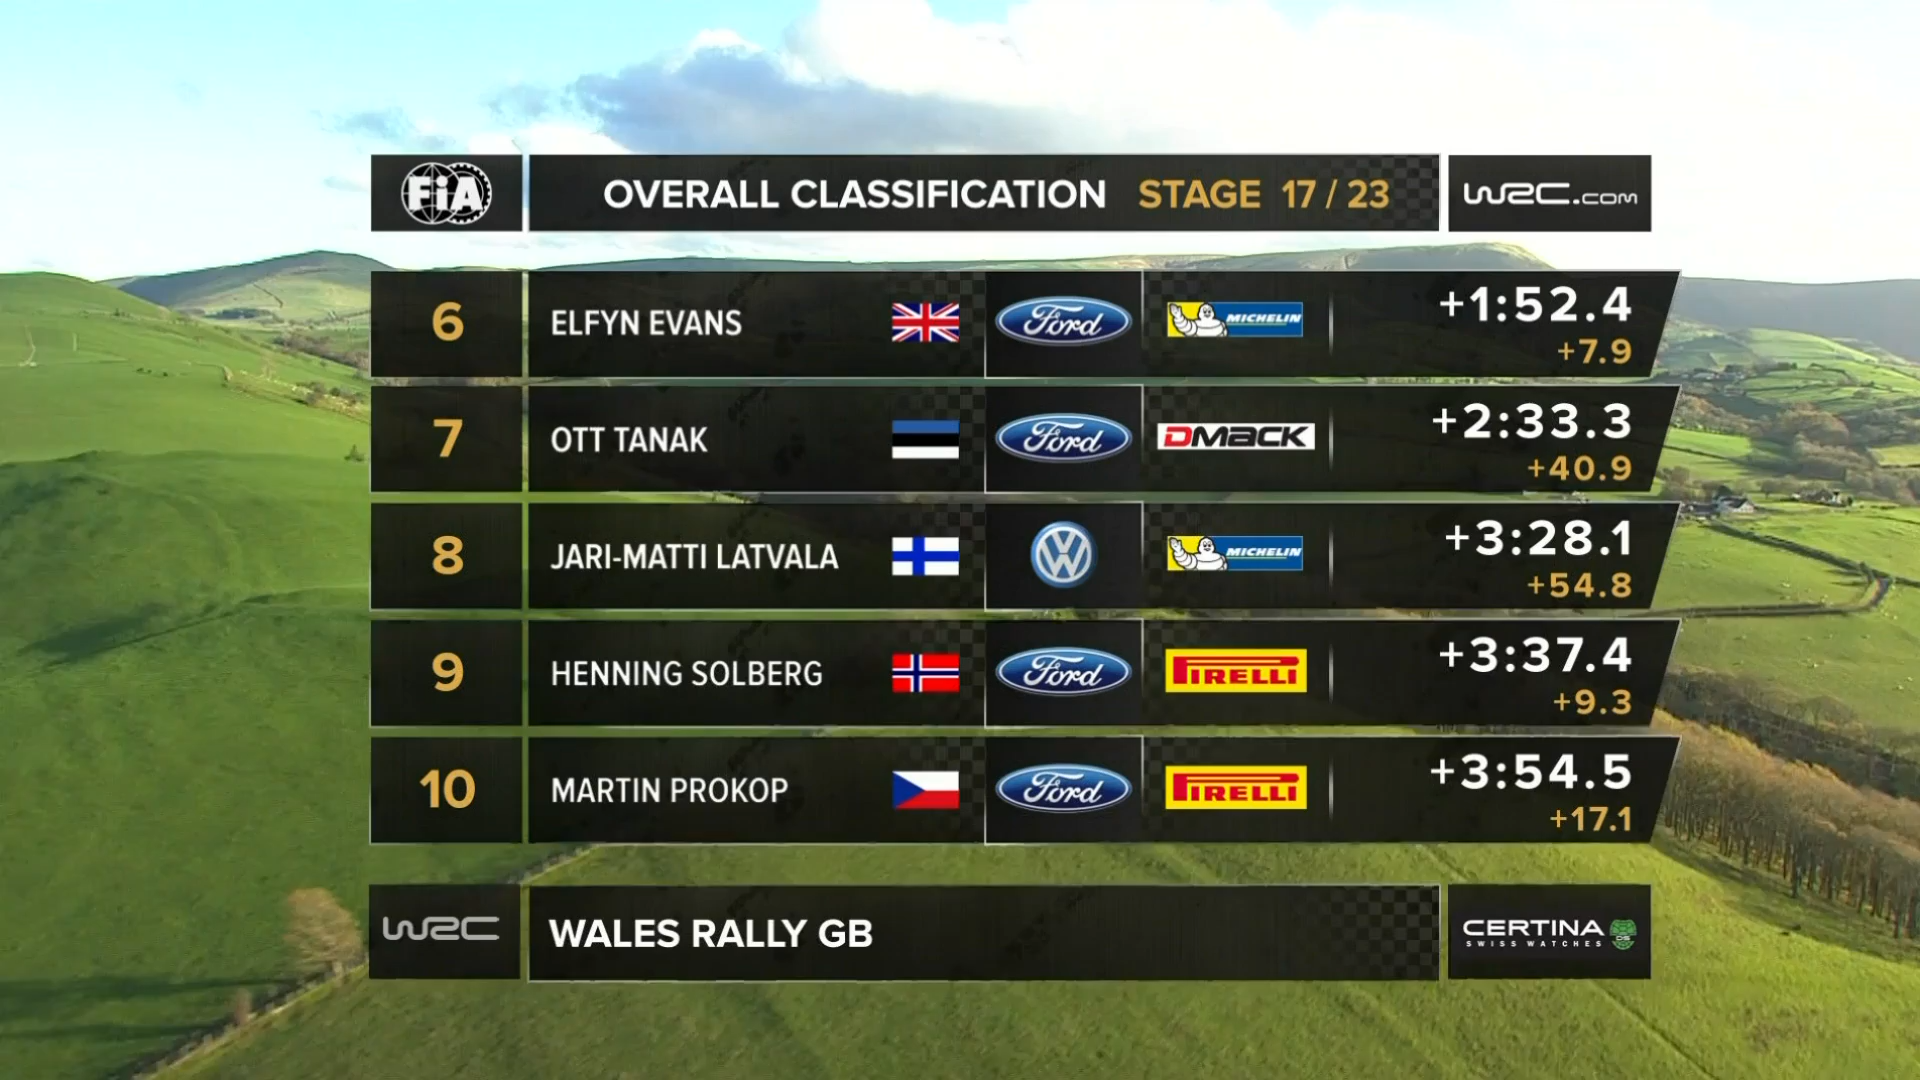 FiA OVERALL CLASSIFICATION STAGE 17 / 23 WRC.com
6 ELFYN EVANS Ford MICHELIN +1:52.4
+7.9
7 OTT TANAK Ford DMACK +2:33.3
+40.9
8 JARI-MATTI LATVALA VW MICHELIN +3:28.1
+54.8
9 HENNING SOLBERG Ford PIRELLI +3:37.4
+9.3
10 MARTIN PROKOP Ford PIRELLI +3:54.5
+17.1
WRC WALES RALLY GB CERTINA DS
SWISS WATCHES